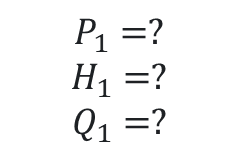 P₁ =?
H₁ =?
Q₁ =?